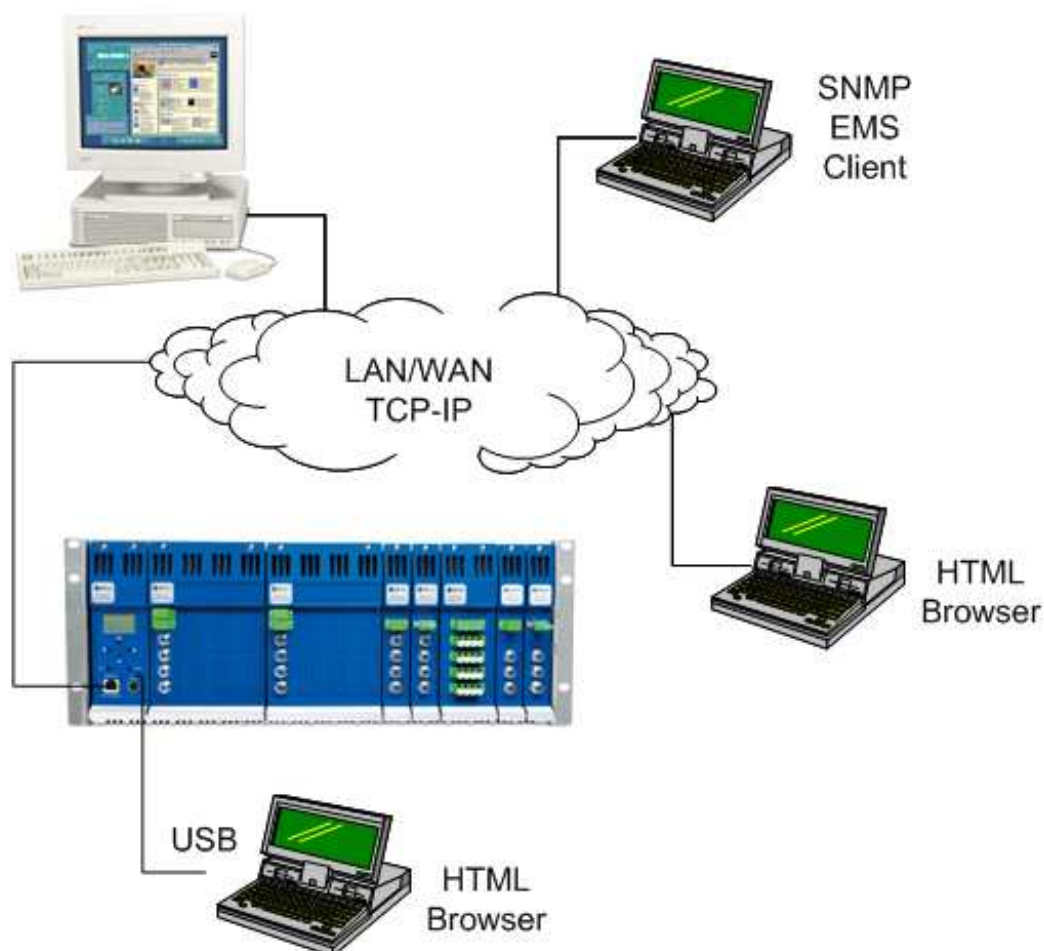 SNMP
EMS
Client
LAN/WAN
TCP-IP
HTML
Browser
USB
HTML
Browser